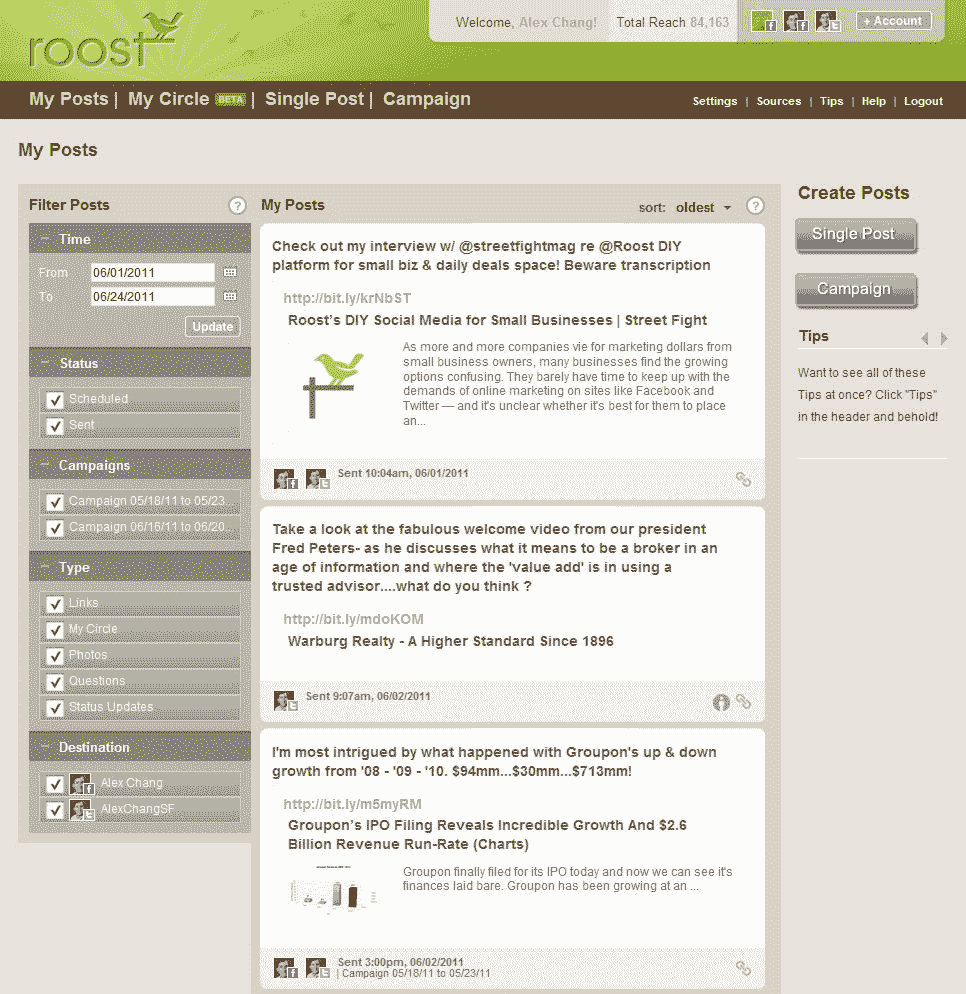 roost
Welcome, Alex Chang!
Total Reach 84,163
+ Account
My Posts | My Circle BETA | Single Post | Campaign
Settings | Sources | Tips | Help | Logout
My Posts
Filter Posts ?
Time
From 06/01/2011
To 06/24/2011
Update
Status
Scheduled
Sent
Campaigns
Campaign 05/18/11 to 05/23...
Campaign 06/16/11 to 06/20...
Type
Links
My Circle
Photos
Questions
Status Updates
Destination
Alex Chang
AlexChangSF
My Posts
sort: oldest ?
Check out my interview w/ @streetfightmag re @Roost DIY
platform for small biz & daily deals space! Beware transcription
http://bit.ly/krNbST
Roost's DIY Social Media for Small Businesses | Street Fight
As more and more companies vie for marketing dollars from
small business owners, many businesses find the growing
options confusing. They barely have time to keep up with the
demands of online marketing on sites like Facebook and
Twitter — and it's unclear whether it's best for them to place
an...
Sent 10:04am, 06/01/2011
Take a look at the fabulous welcome video from our president
Fred Peters- as he discusses what it means to be a broker in an
age of information and where the 'value add' is in using a
trusted advisor....what do you think ?
http://bit.ly/mdoKOM
Warburg Realty - A Higher Standard Since 1896
Sent 9:07am, 06/02/2011
I'm most intrigued by what happened with Groupon's up & down
growth from '08 - '09 - '10. $94mm...$30mm...$713mm!
http://bit.ly/m5myRM
Groupon's IPO Filing Reveals Incredible Growth And $2.6
Billion Revenue Run-Rate (Charts)
Groupon finally filed for its IPO today and now we can see it's
finances laid bare. Groupon has been growing at an ...
Sent 3:00pm, 06/02/2011
| Campaign 05/18/11 to 05/23/11
Create Posts
Single Post
Campaign
Tips
Want to see all of these
Tips at once? Click "Tips"
in the header and behold!